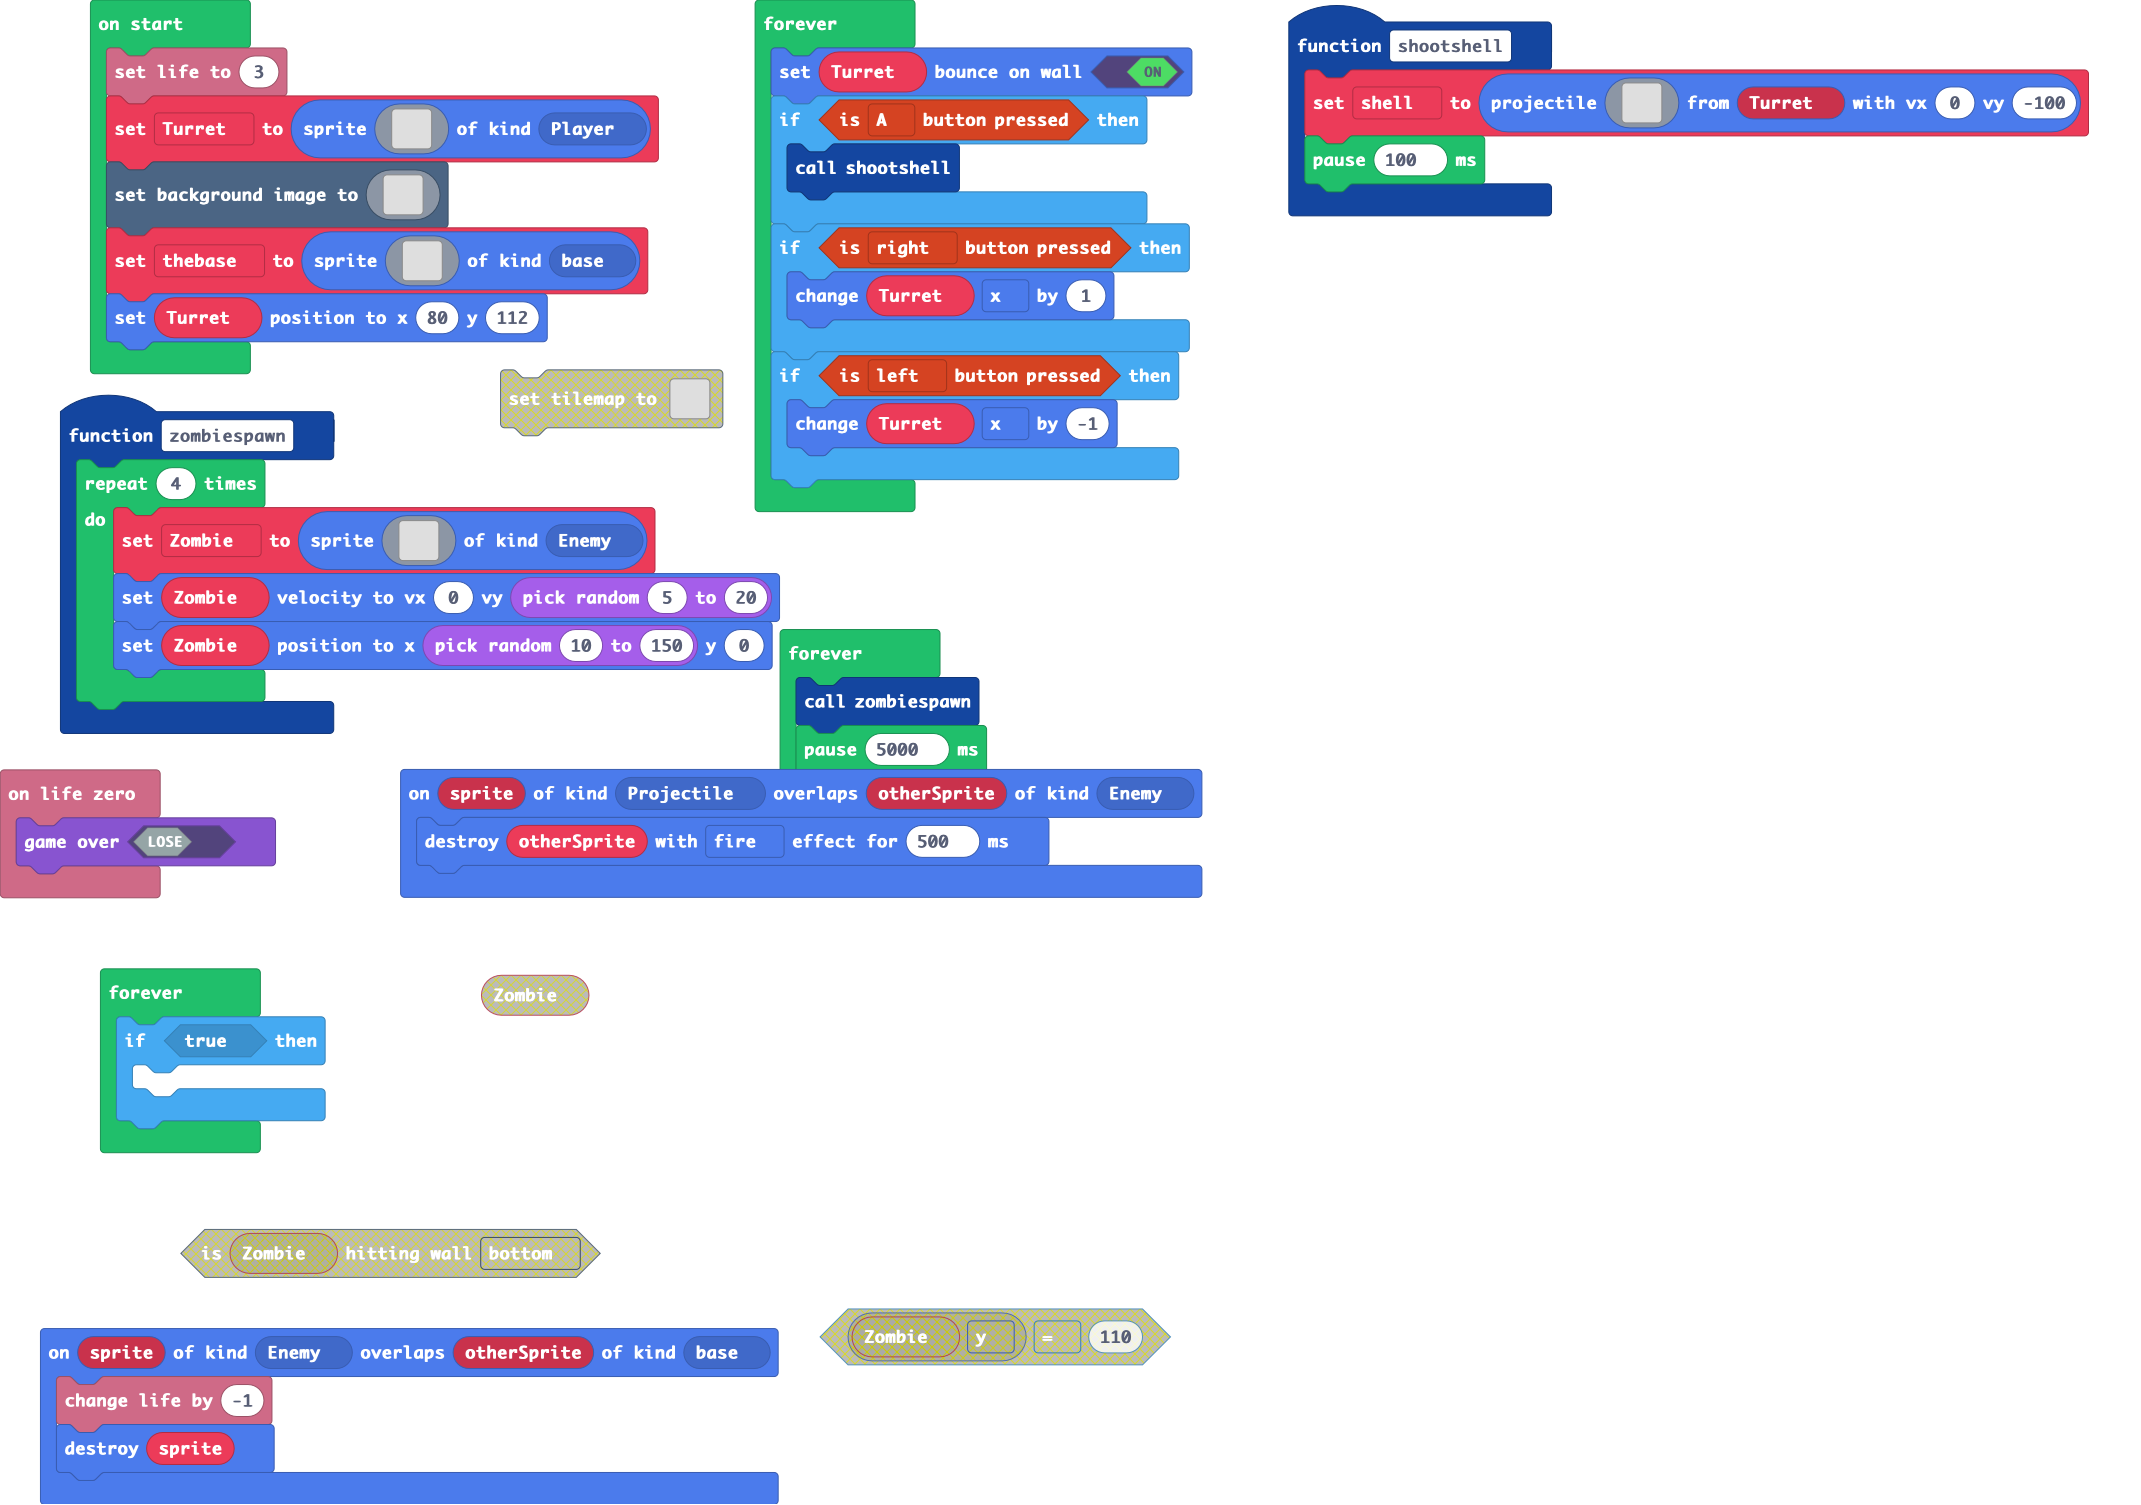 on start
set life to 3
set Turret to sprite of kind Player
set background image to
set thebase to sprite of kind base
set Turret position to x 80 y 112
set tilemap to
function zombiespawn
repeat 4 times
do
set Zombie to sprite of kind Enemy
set Zombie velocity to vx 0 vy pick random 5 to 20
set Zombie position to x pick random 10 to 150 y 0
forever
set Turret bounce on wall ON
if is A button pressed then
call shootshell
if is right button pressed then
change Turret x by 1
if is left button pressed then
change Turret x by -1
function shootshell
set shell to projectile from Turret with vx 0 vy -100
pause 100 ms
forever
call zombiespawn
pause 5000 ms
on life zero
game over LOSE
on sprite of kind Projectile overlaps otherSprite of kind Enemy
destroy otherSprite with fire effect for 500 ms
forever
if true then
Zombie
is Zombie hitting wall bottom
Zombie y = 110
on sprite of kind Enemy overlaps otherSprite of kind base
change life by -1
destroy sprite